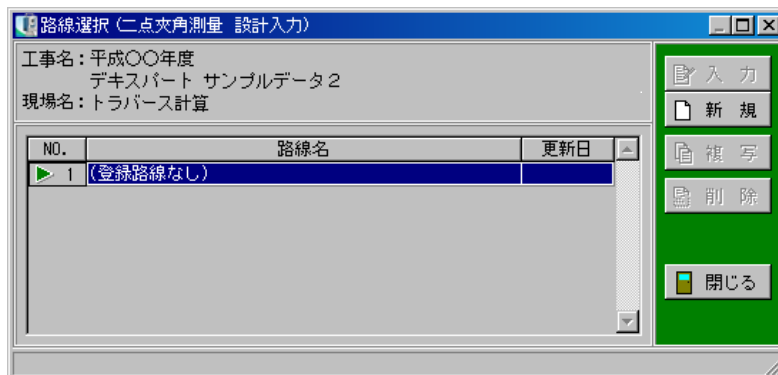 路線選択 (二点夾角測量 設計入力)
工事名：平成〇〇年度
デキスパート サンプルデータ２
現場名：トラバース計算
NO. 路線名 更新日
1 (登録路線なし)
入 力
新 規
複 写
削 除
閉じる